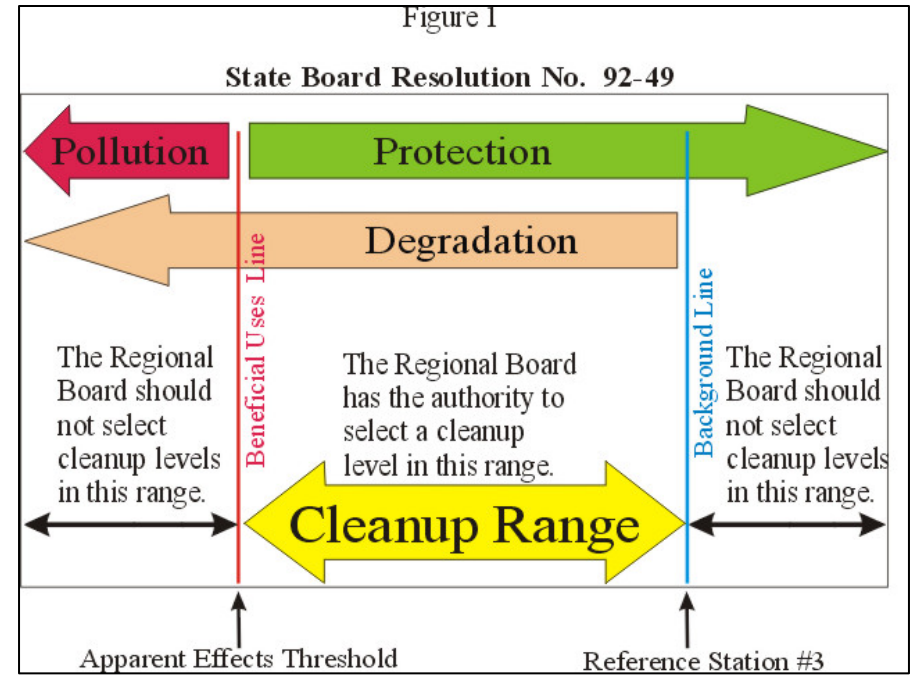 Figure 1
State Board Resolution No. 92-49
Pollution
Protection
Degradation
Beneficial Uses Line
Background Line
The Regional
Board should
not select
cleanup levels
in this range.
The Regional Board
has the authority to
select a cleanup
level in this range.
The Regional
Board should
not select
cleanup levels
in this range.
Cleanup Range
Apparent Effects Threshold
Reference Station #3